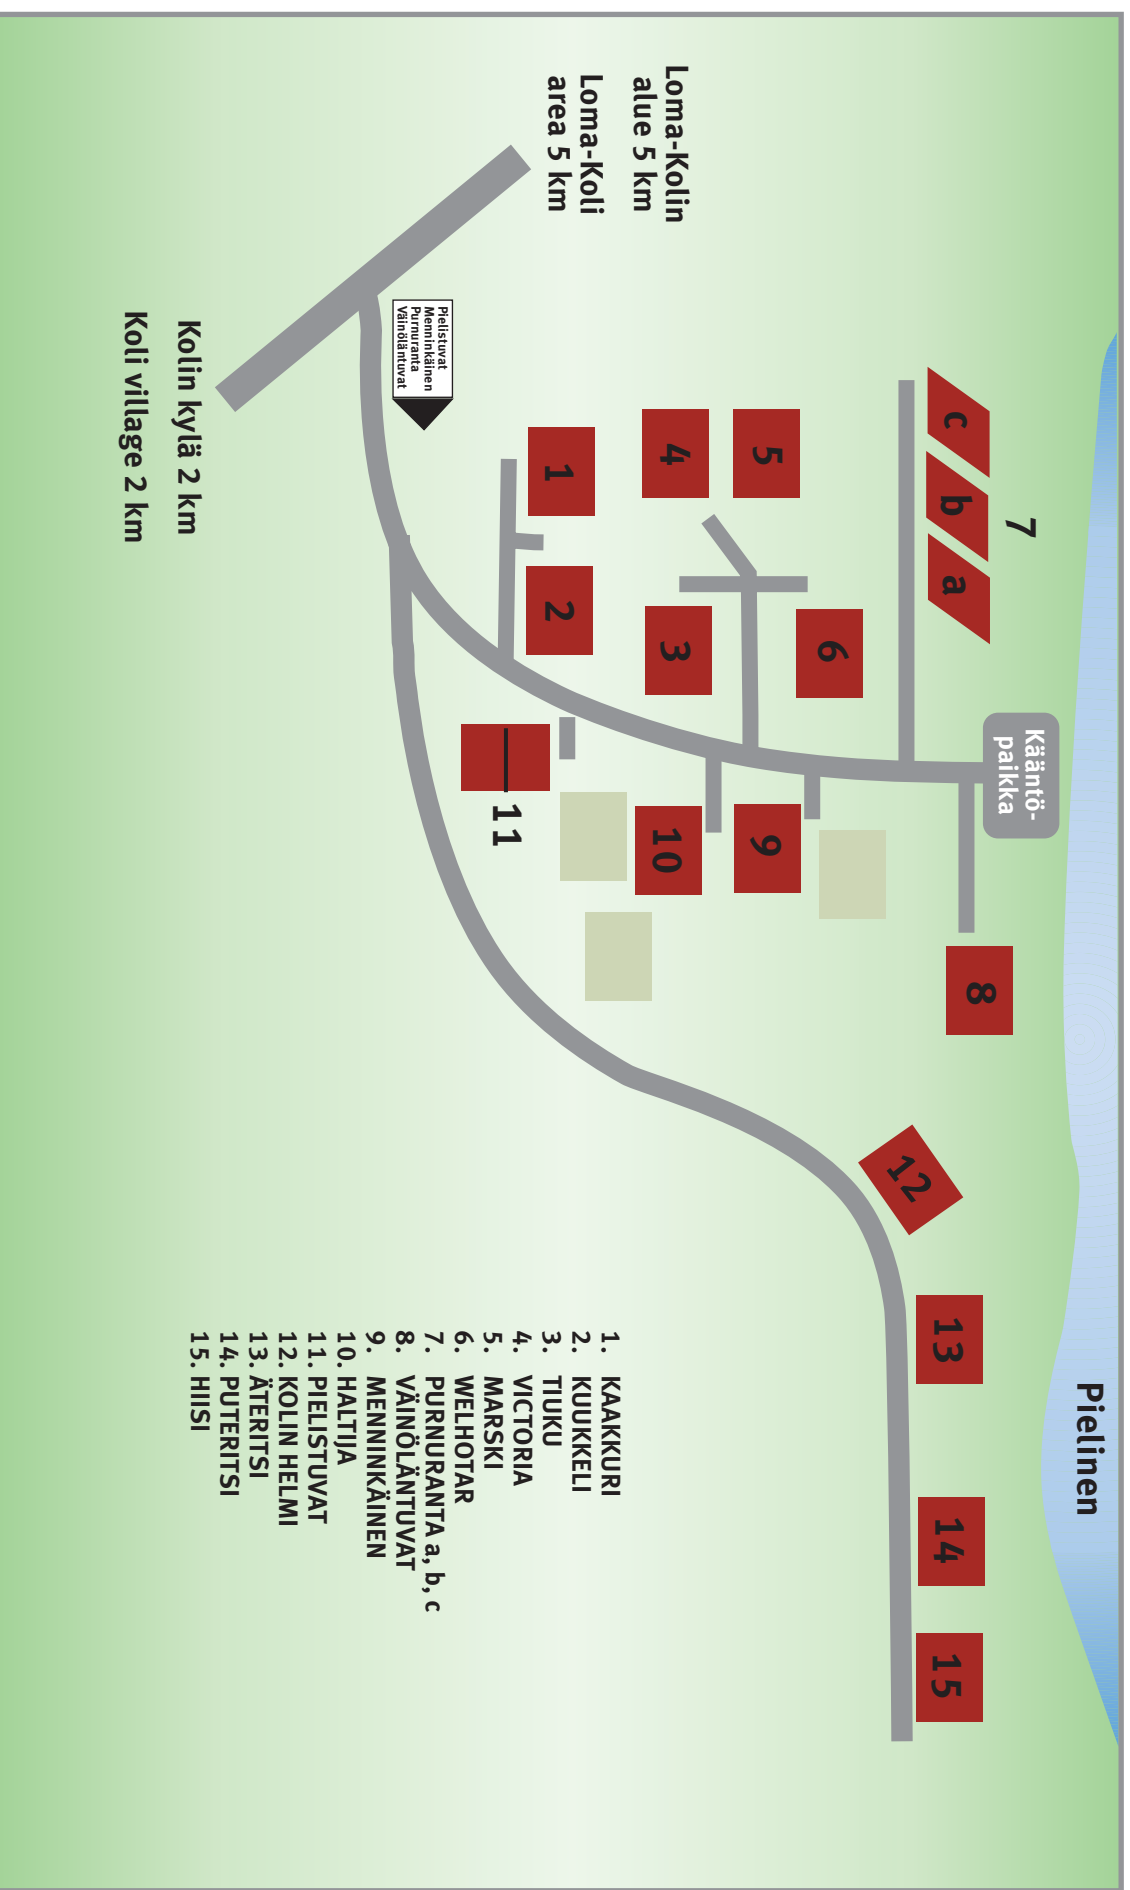 Pielinen
7
c
b
a
Kääntö-
paikka
8
5
6
9
4
3
10
1
2
11
12
13
14
15
Loma-Kolin
alue 5 km
Loma-Koli
area 5 km
Pielistuvat
Menninkäinen
Purnuranta
Väinöläntuvat
Kolin kylä 2 km
Koli village 2 km
1. KAAKKURI
2. KUUKKELI
3. TIUKU
4. VICTORIA
5. MARSKI
6. WELHOTAR
7. PURNURANTA a, b, c
8. VÄINÖLÄNTUVAT
9. MENNINKÄINEN
10. HALTIJA
11. PIELISTUVAT
12. KOLIN HELMI
13. ÄTERITSI
14. PUTERITSI
15. HIISI